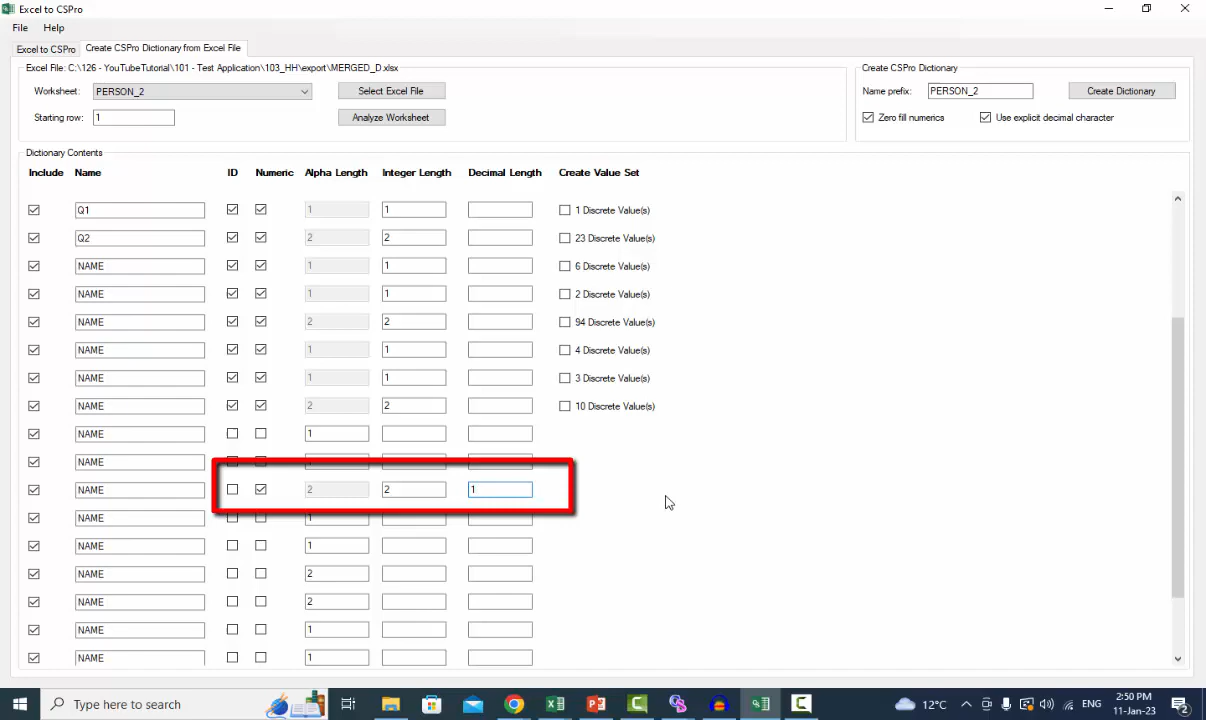 Excel to CSPro
File Help
Excel to CSPro Create CSPro Dictionary from Excel File
Excel File: C:\126 - YouTubeTutorial\101 - Test Application\103_HH\export\MERGED_D.xlsx
Worksheet: PERSON_2 Select Excel File
Starting row: 1 Analyze Worksheet
Create CSPro Dictionary
Name prefix: PERSON_2 Create Dictionary
Zero fill numerics Use explicit decimal character
Dictionary Contents
Include Name ID Numeric Alpha Length Integer Length Decimal Length Create Value Set
Q1 1 1 1 Discrete Value(s)
Q2 2 2 23 Discrete Value(s)
NAME 1 1 6 Discrete Value(s)
NAME 1 1 2 Discrete Value(s)
NAME 2 2 94 Discrete Value(s)
NAME 1 1 4 Discrete Value(s)
NAME 1 1 3 Discrete Value(s)
NAME 2 2 10 Discrete Value(s)
NAME 1
NAME
NAME 2 2 1
NAME 1
NAME 1
NAME 2
NAME 2
NAME 1
NAME 1
Type here to search
12°C ENG
2:50 PM
11-Jan-23
2